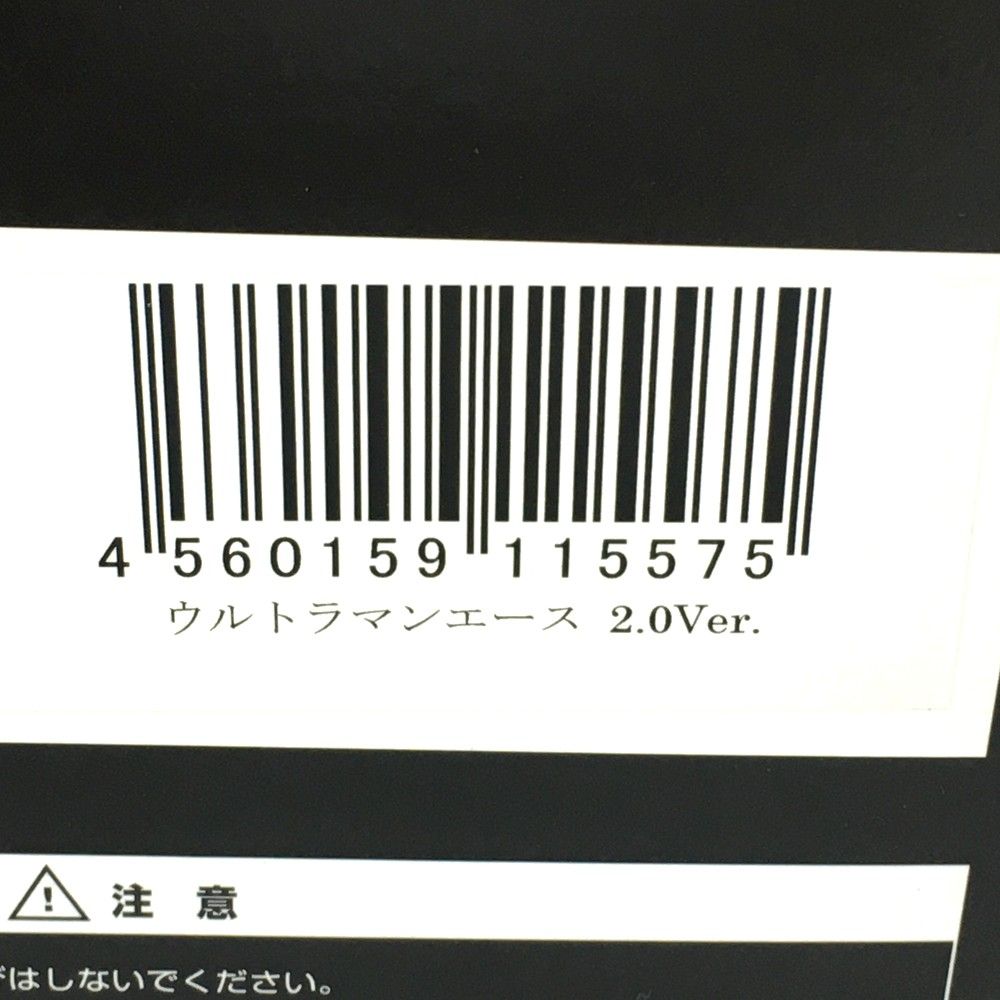 4 560159 115575
ウルトラマンエース 2.0Ver.
注 意
はしないでください。